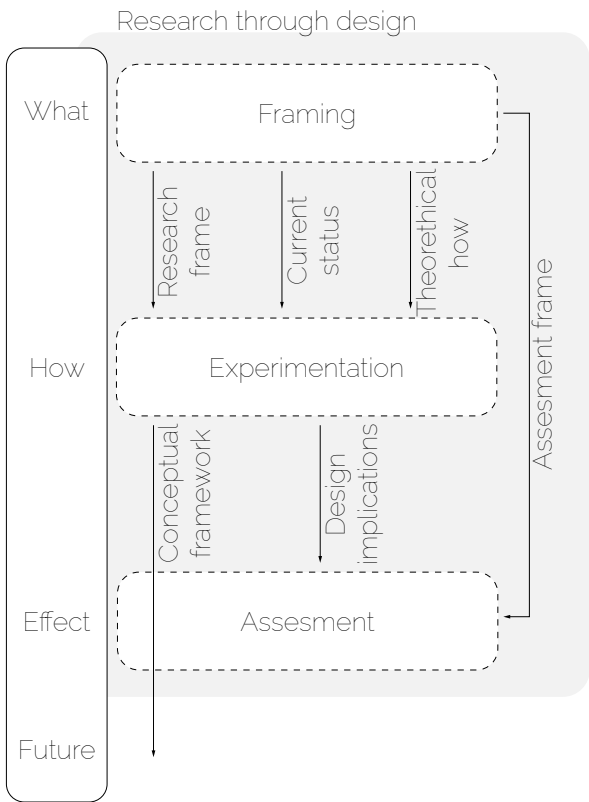 Research through design
What
Framing
Research
frame
Current
status
Theorethical
how
Assesment frame
How
Experimentation
Conceptual
framework
Design
implications
Effect
Assesment
Future